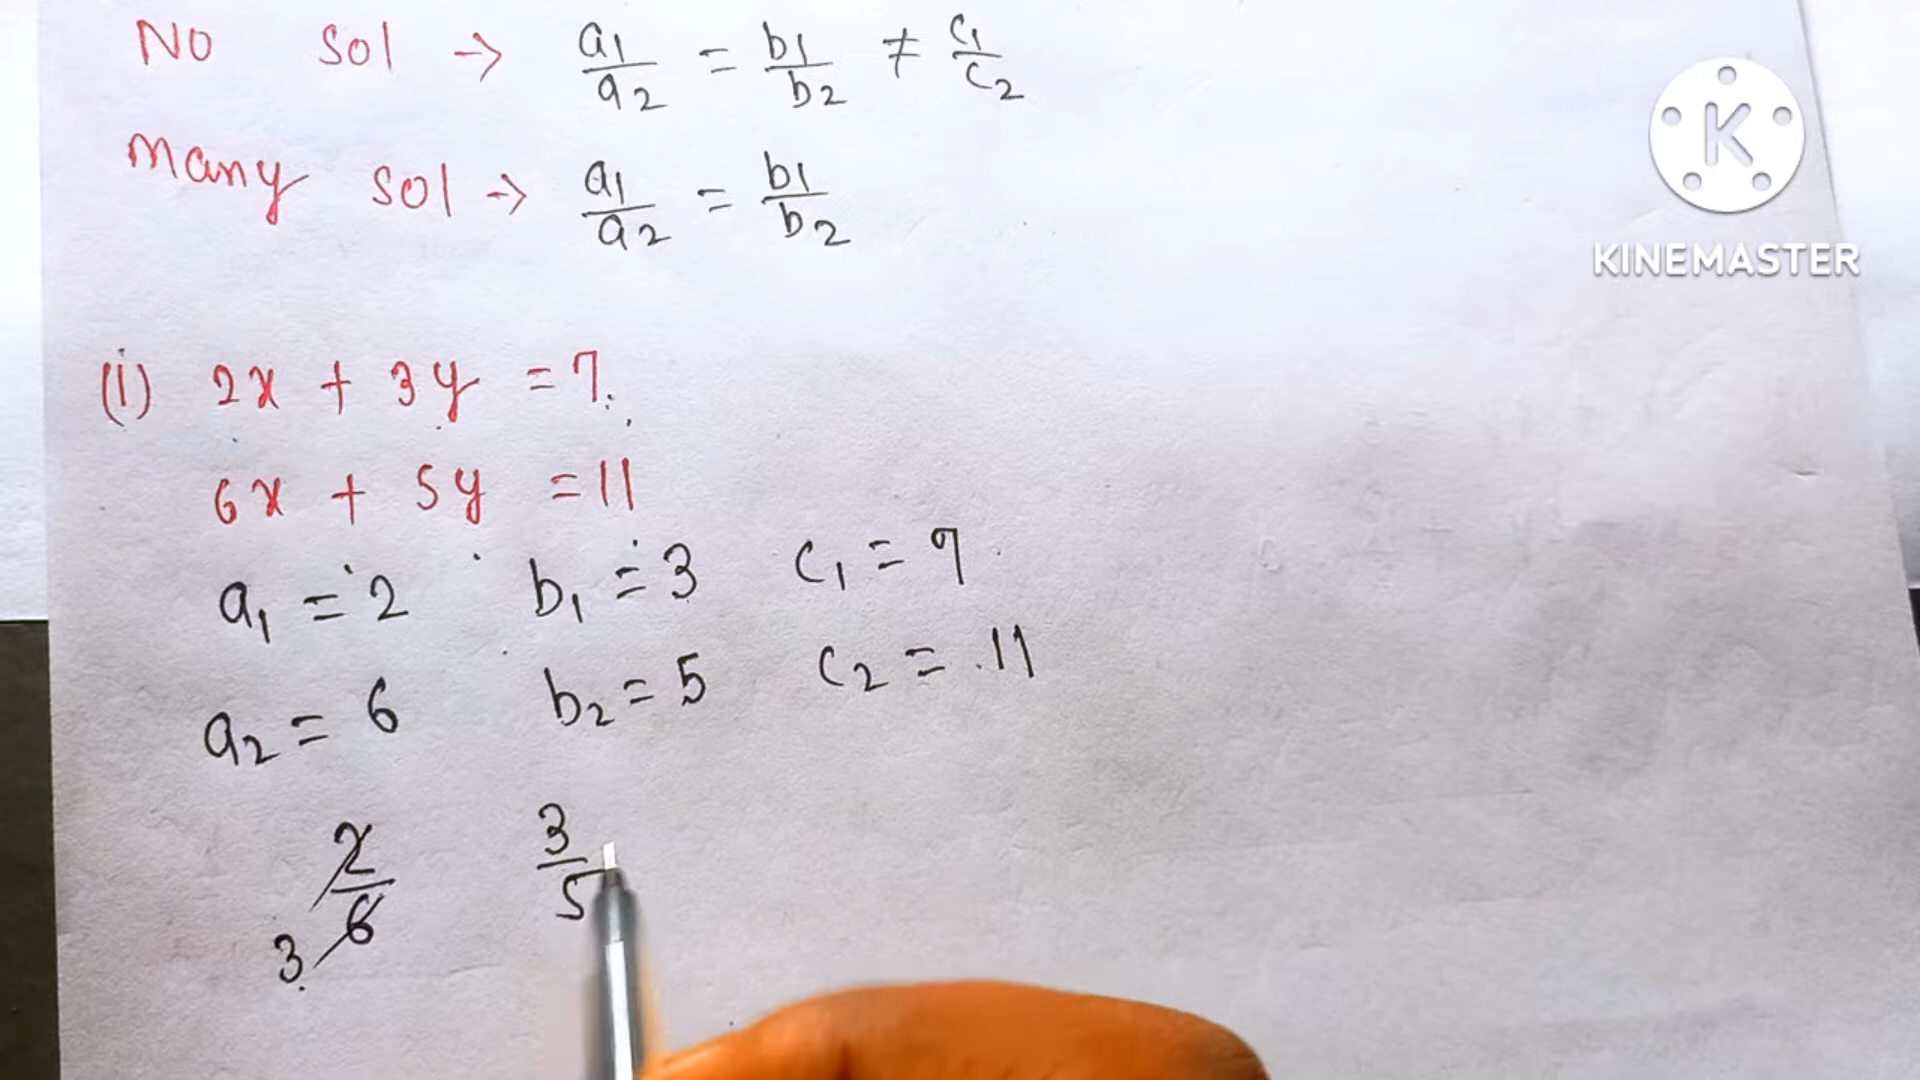 No sol → a1/a2 = b1/b2 ≠ c1/c2
Many sol → a1/a2 = b1/b2
K
KINEMASTER
(i) 2x + 3y = 7
6x + 5y = 11
a1 = 2 b1 = 3 c1 = 7
a2 = 6 b2 = 5 c2 = 11
2/6 3/5
3